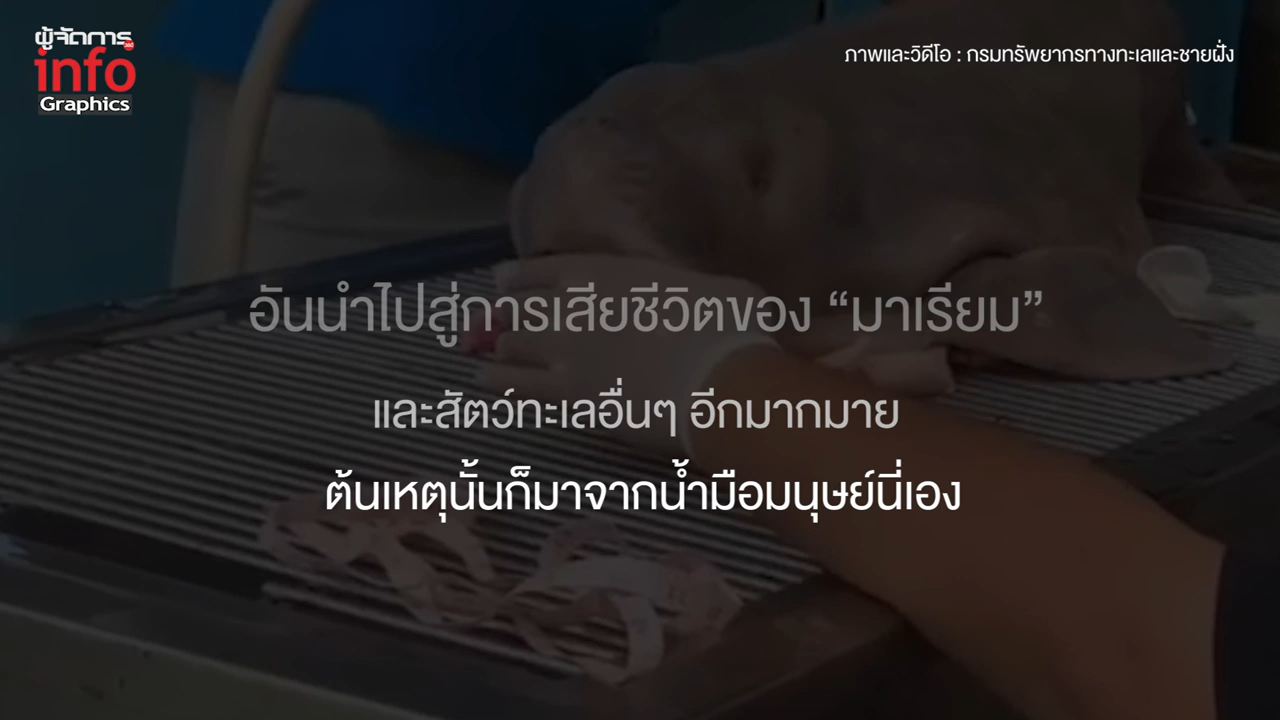 ผู้จัดการ
360
info
Graphics
ภาพและวิดีโอ : กรมทรัพยากรทางทะเลและชายฝั่ง
อันนำไปสู่การเสียชีวิตของ “มาเรียม”
และสัตว์ทะเลอื่นๆ อีกมากมาย
ต้นเหตุนั้นก็มาจากน้ำมือมนุษย์นี่เอง